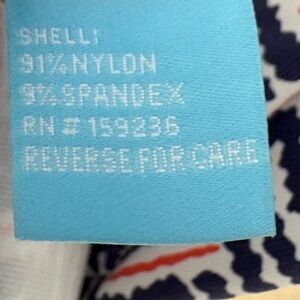 SHELL:
91% NYLON
9% SPANDEX
RN # 159236
REVERSE FOR CARE